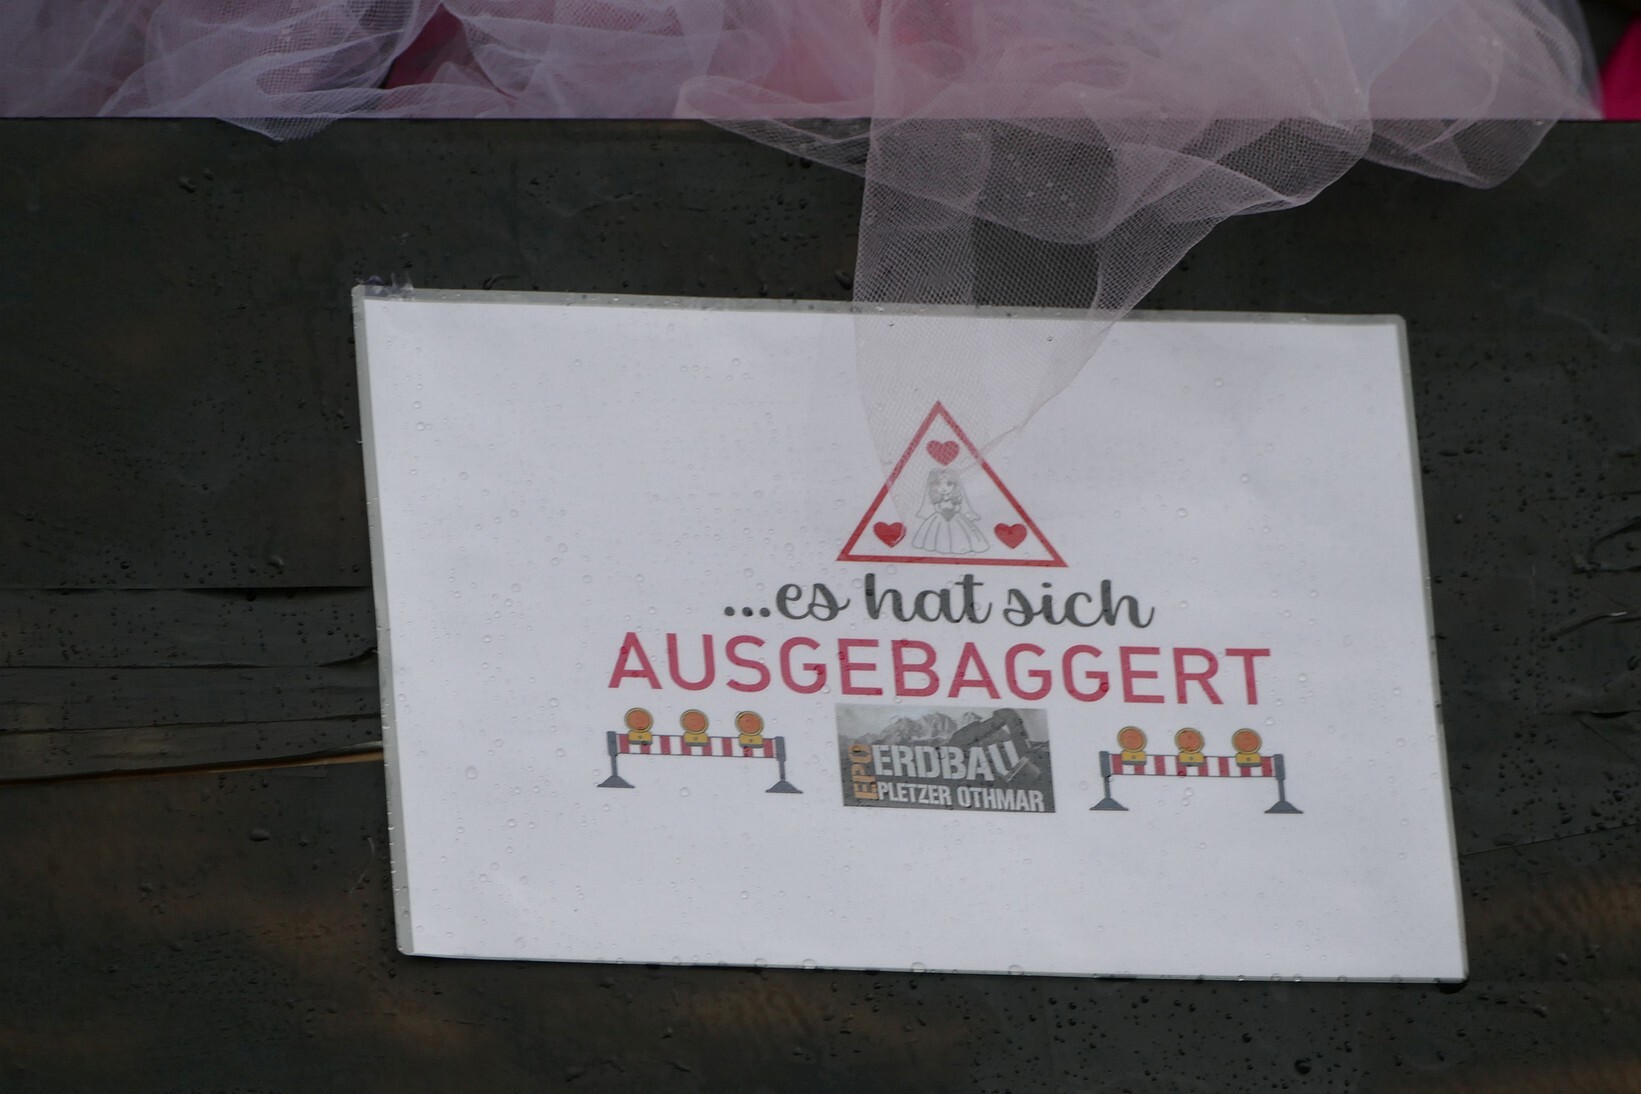 ...es hat sich
AUSGEBAGGERT
EPO
ERDBAU
PLETZER OTHMAR